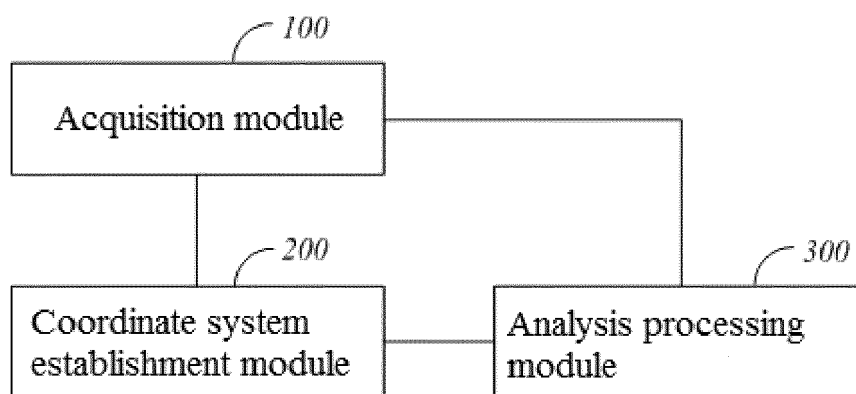 100
Acquisition module
200
300
Coordinate system
establishment module
Analysis processing
module